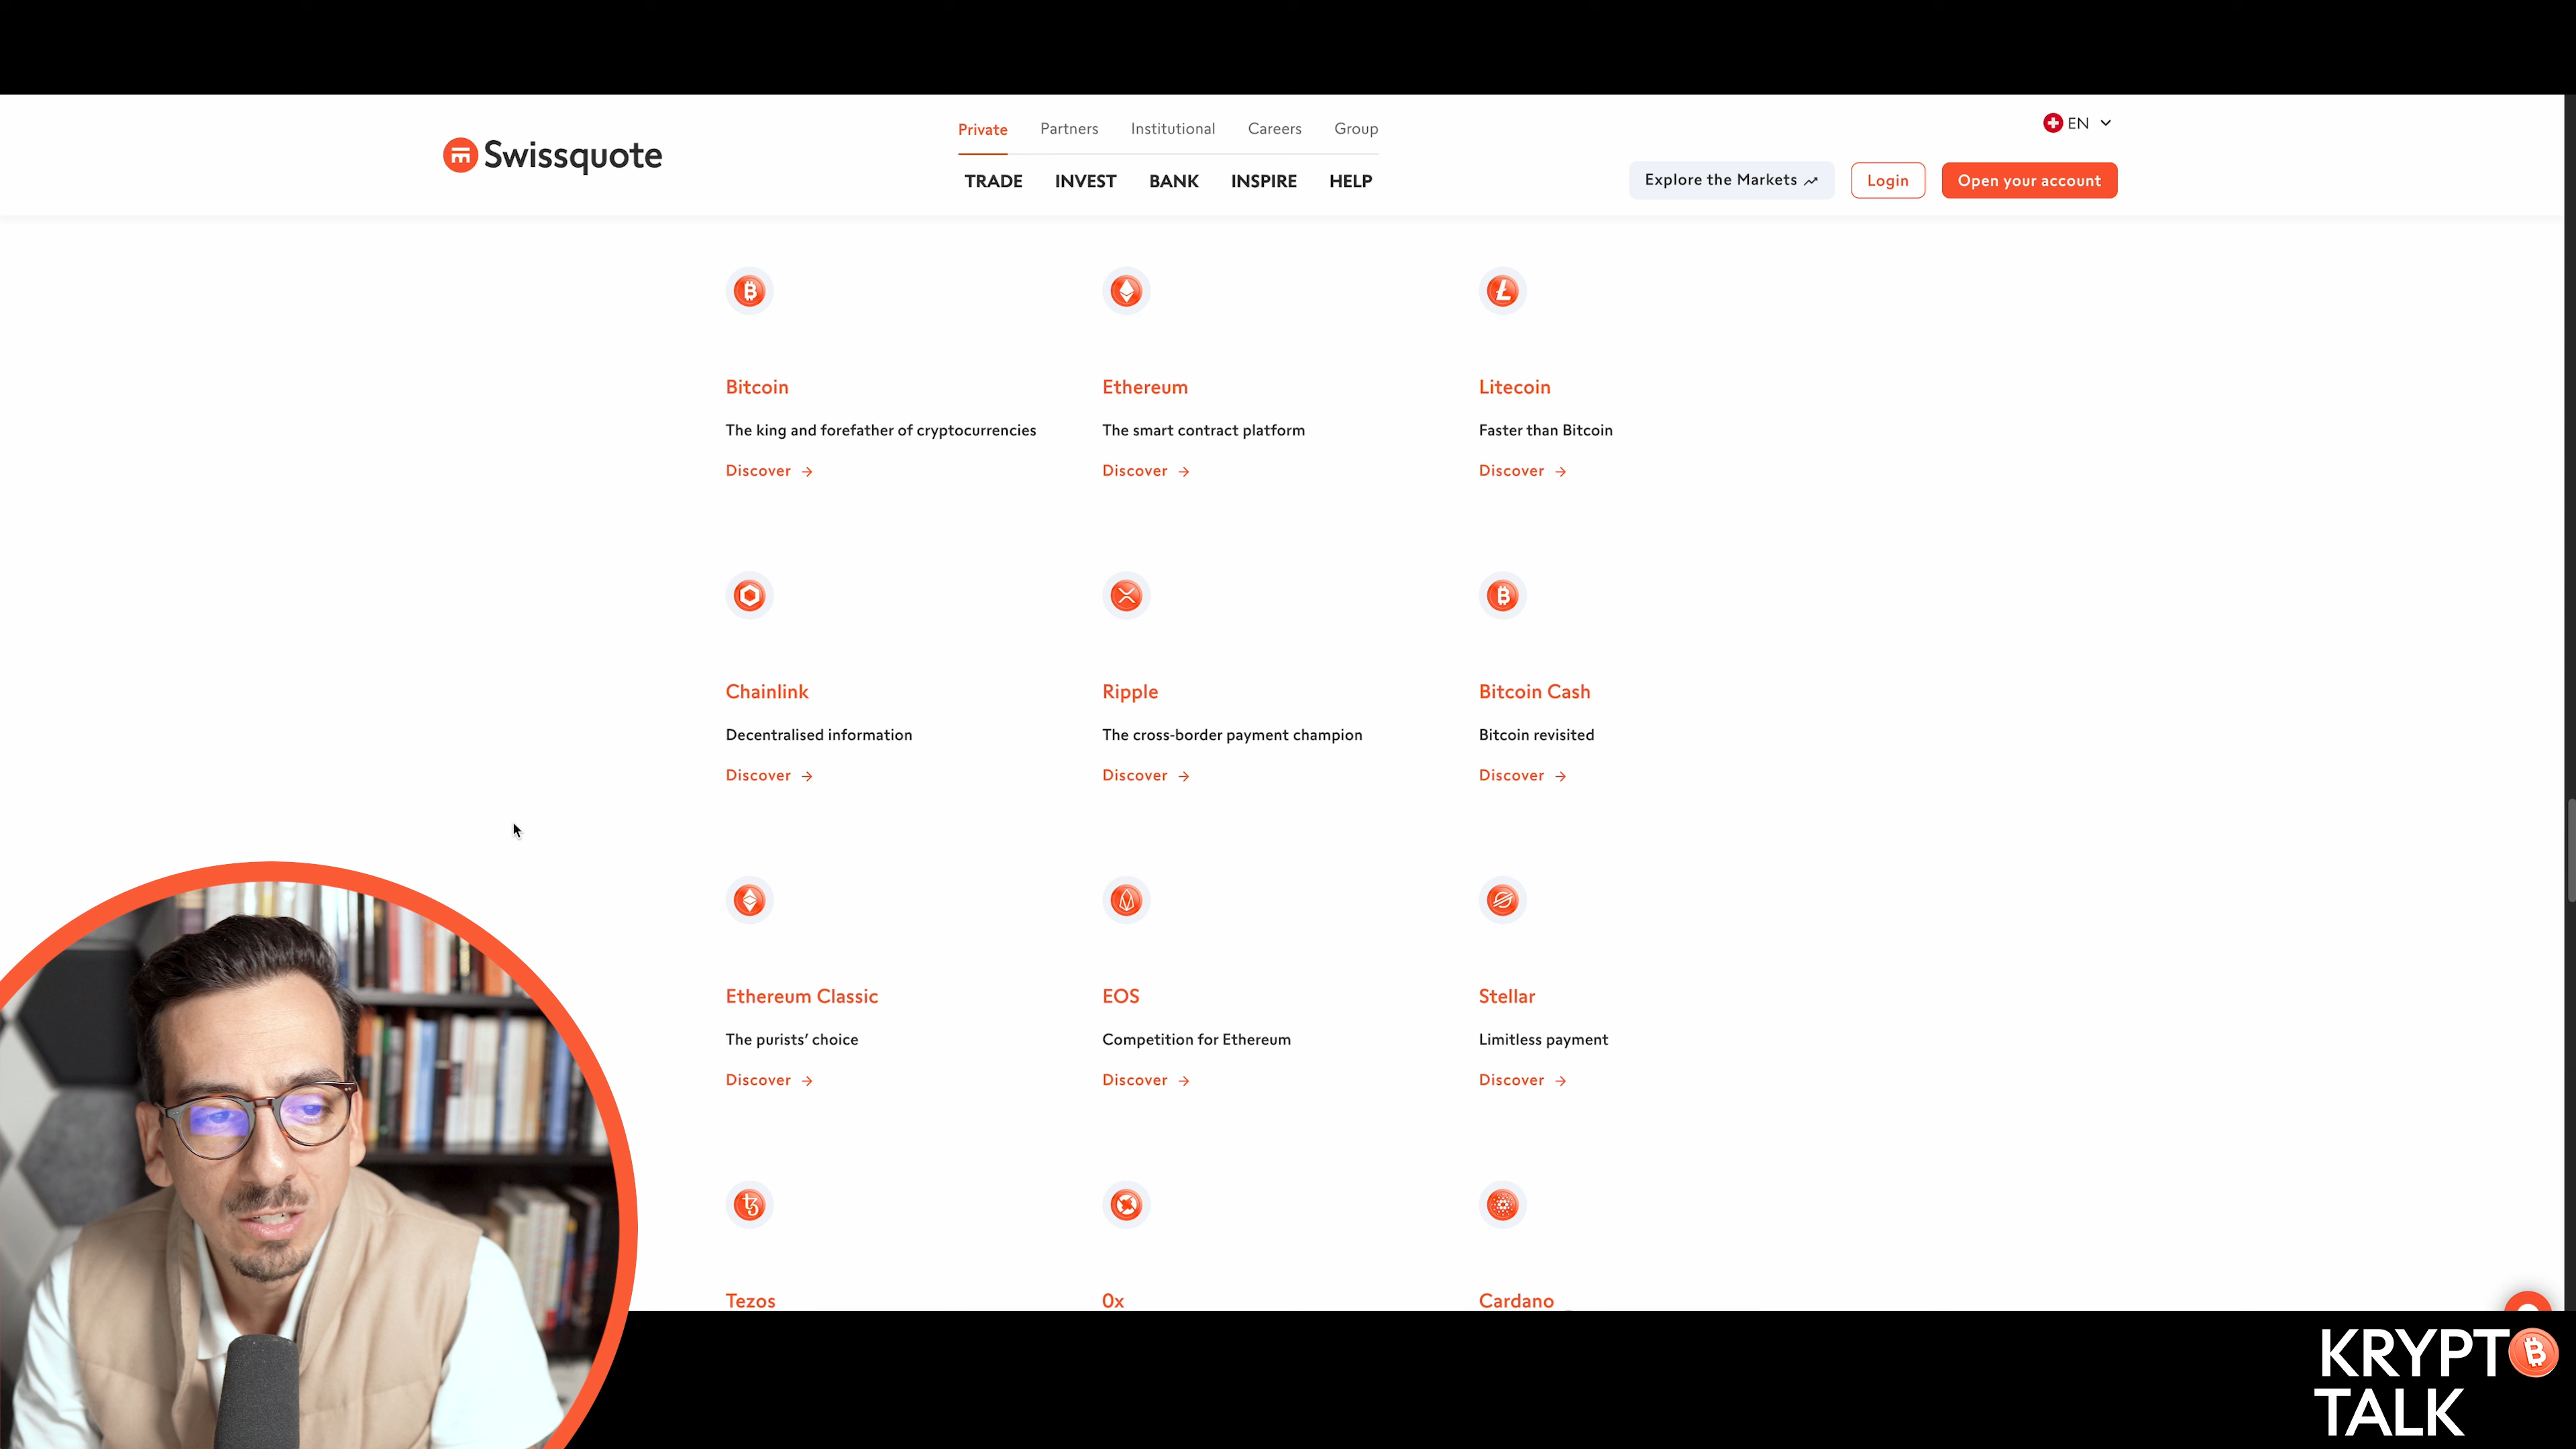 Swissquote
Private Partners Institutional Careers Group
EN
TRADE INVEST BANK INSPIRE HELP
Explore the Markets Login Open your account
Bitcoin
The king and forefather of cryptocurrencies
Discover →
Ethereum
The smart contract platform
Discover →
Litecoin
Faster than Bitcoin
Discover →
Chainlink
Decentralised information
Discover →
Ripple
The cross-border payment champion
Discover →
Bitcoin Cash
Bitcoin revisited
Discover →
Ethereum Classic
The purists’ choice
Discover →
EOS
Competition for Ethereum
Discover →
Stellar
Limitless payment
Discover →
Tezos
0x
Cardano
KRYPTO
TALK